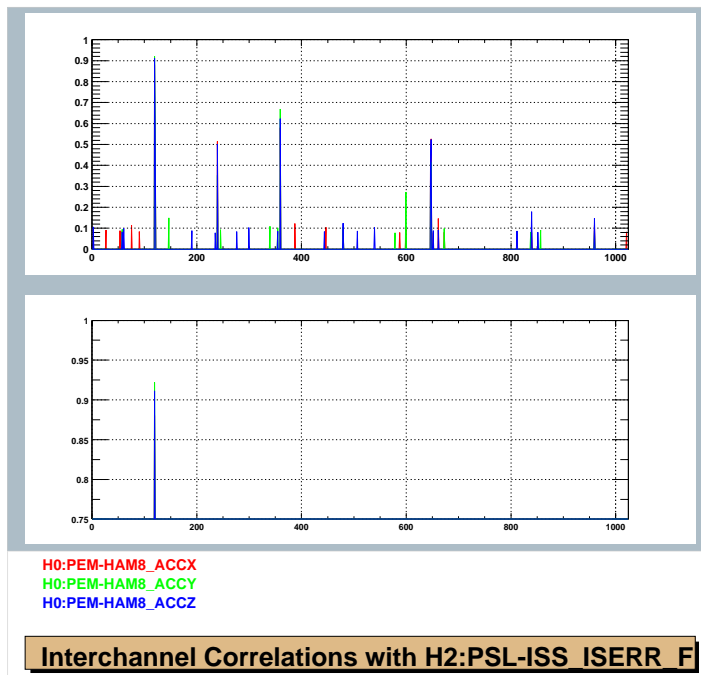 1
0.9
0.8
0.7
0.6
0.5
0.4
0.3
0.2
0.1
0
0 200 400 600 800 1000
1
0.95
0.9
0.85
0.8
0.75
0 200 400 600 800 1000
H0:PEM-HAM8_ACCX
H0:PEM-HAM8_ACCY
H0:PEM-HAM8_ACCZ
Interchannel Correlations with H2:PSL-ISS_ISERR_F